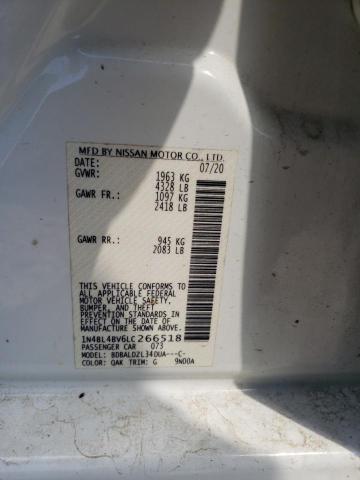 MFD BY NISSAN MOTOR CO., LTD.
DATE: 07/20
GVWR: 1963 KG
4328 LB
GAWR FR.: 1097 KG
2418 LB
GAWR RR.: 945 KG
2083 LB
THIS VEHICLE CONFORMS TO
ALL APPLICABLE FEDERAL
MOTOR VEHICLE SAFETY,
BUMPER, AND THEFT
PREVENTION STANDARDS IN
EFFECT ON THE DATE OF
MANUFACTURE SHOWN ABOVE.
1N4BL4BV6LC266518
PASSENGER CAR 073
MODEL: BDBALDZL34DUA---C-
COLOR: QAK TRIM: G 9N00A